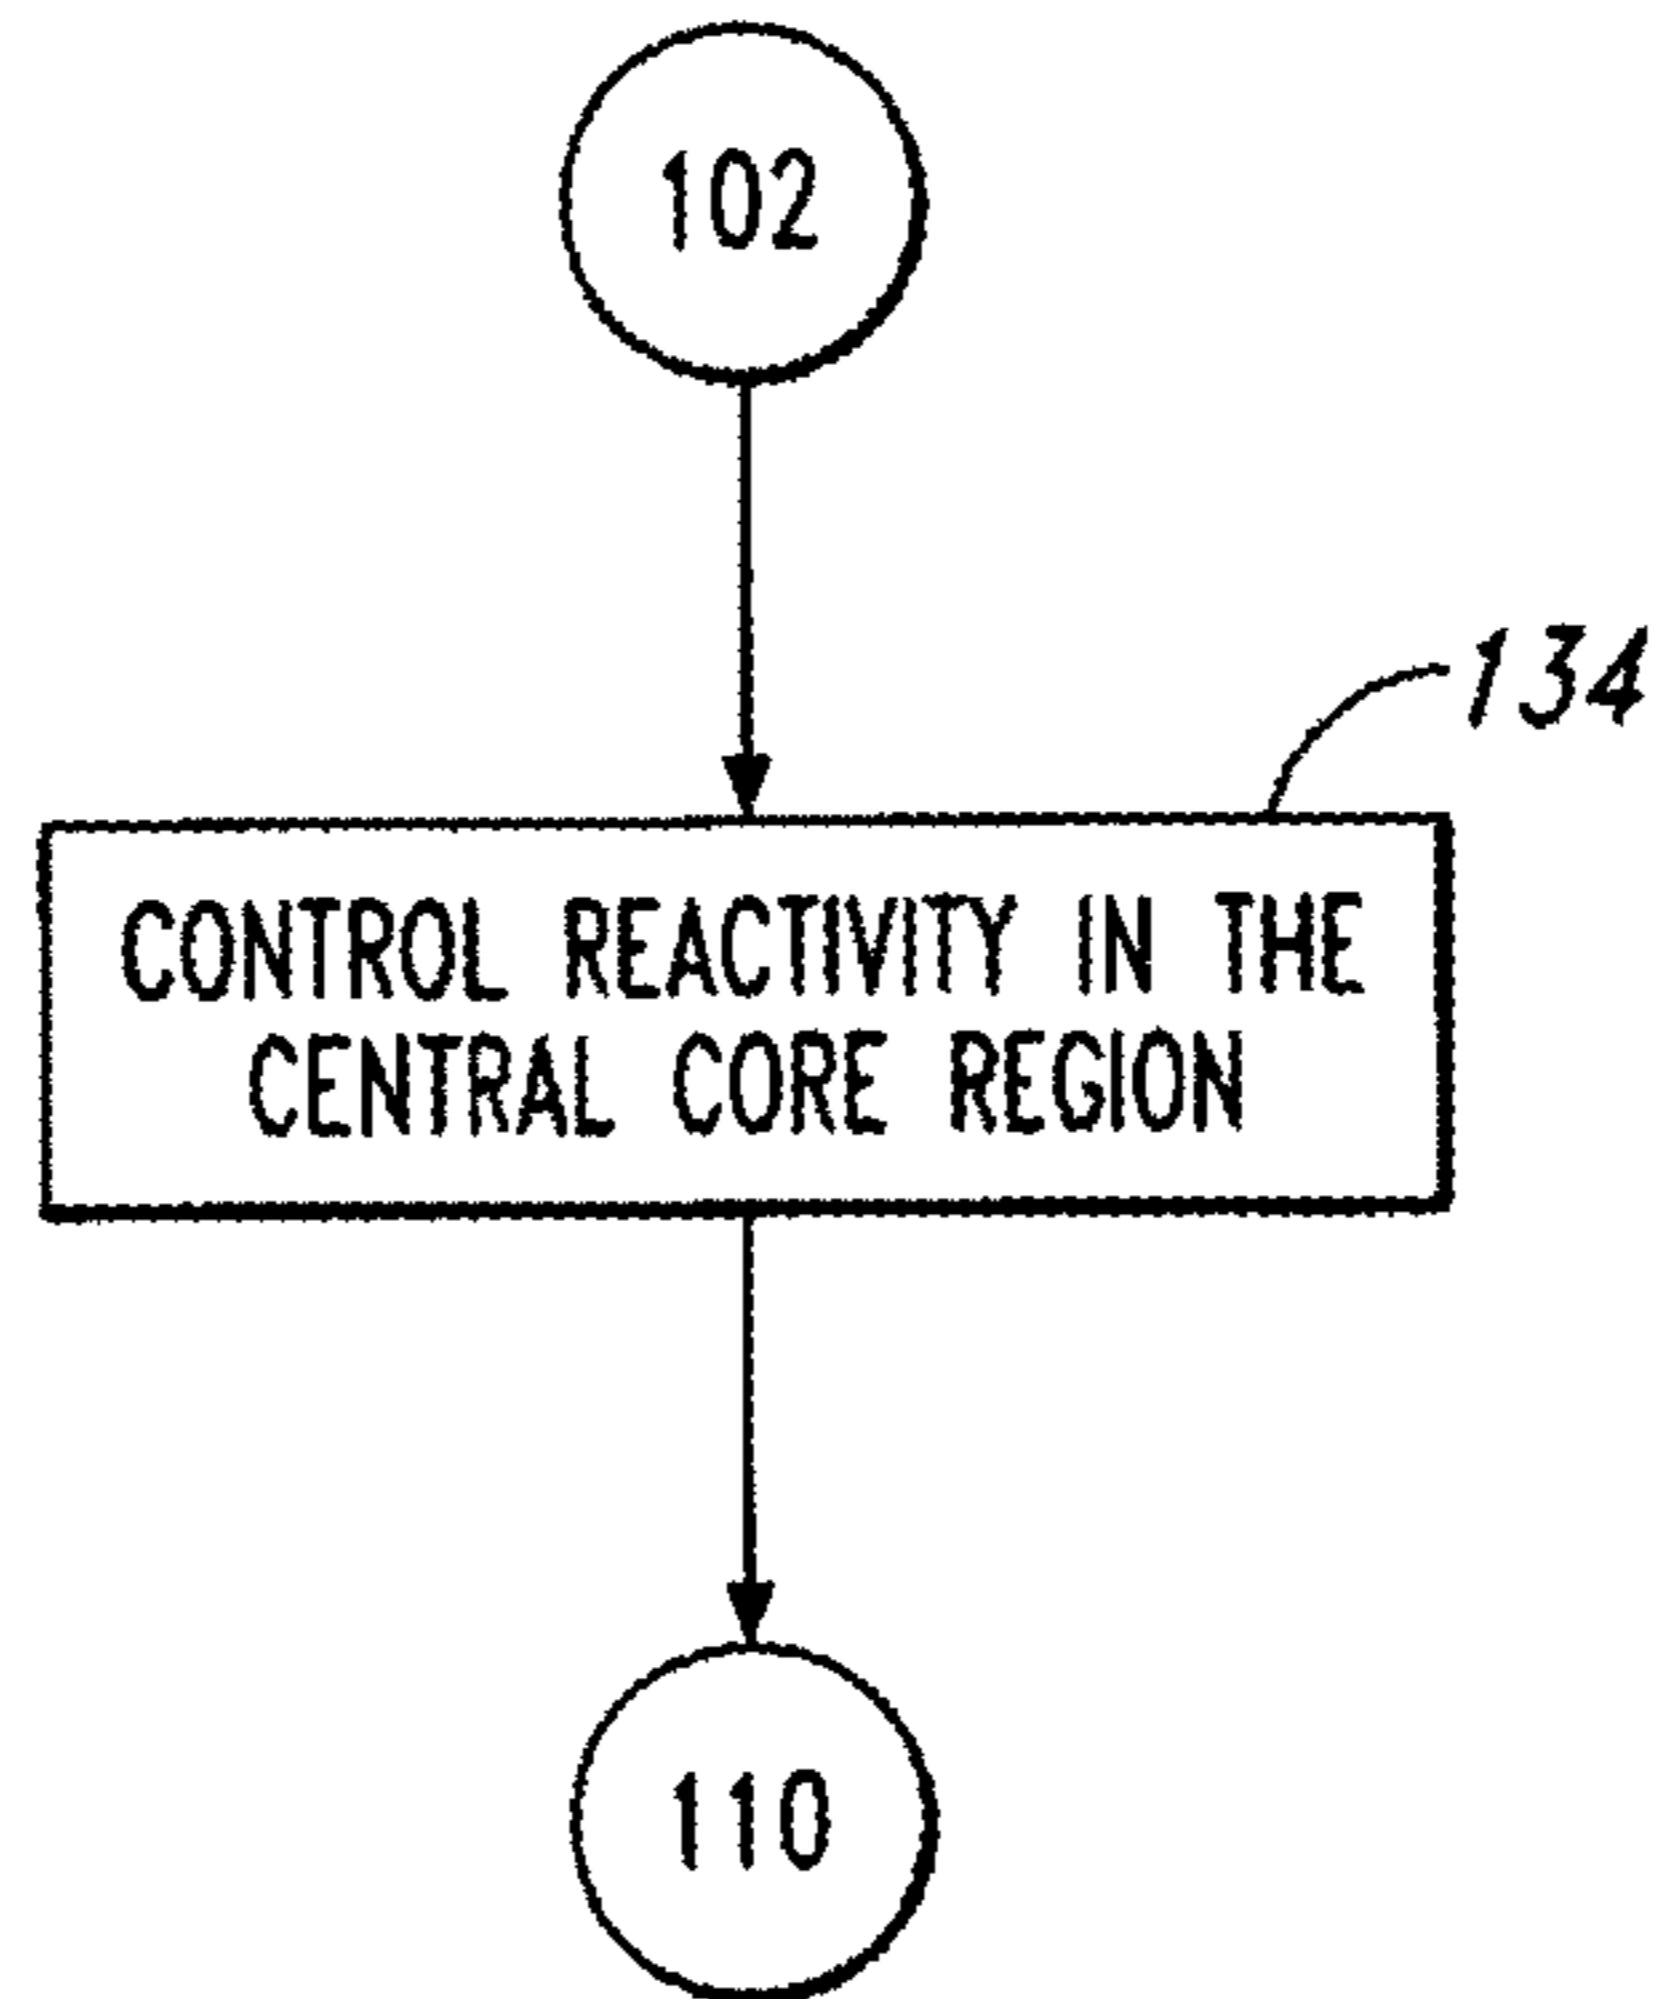 102
134
CONTROL REACTIVITY IN THE
CENTRAL CORE REGION
110